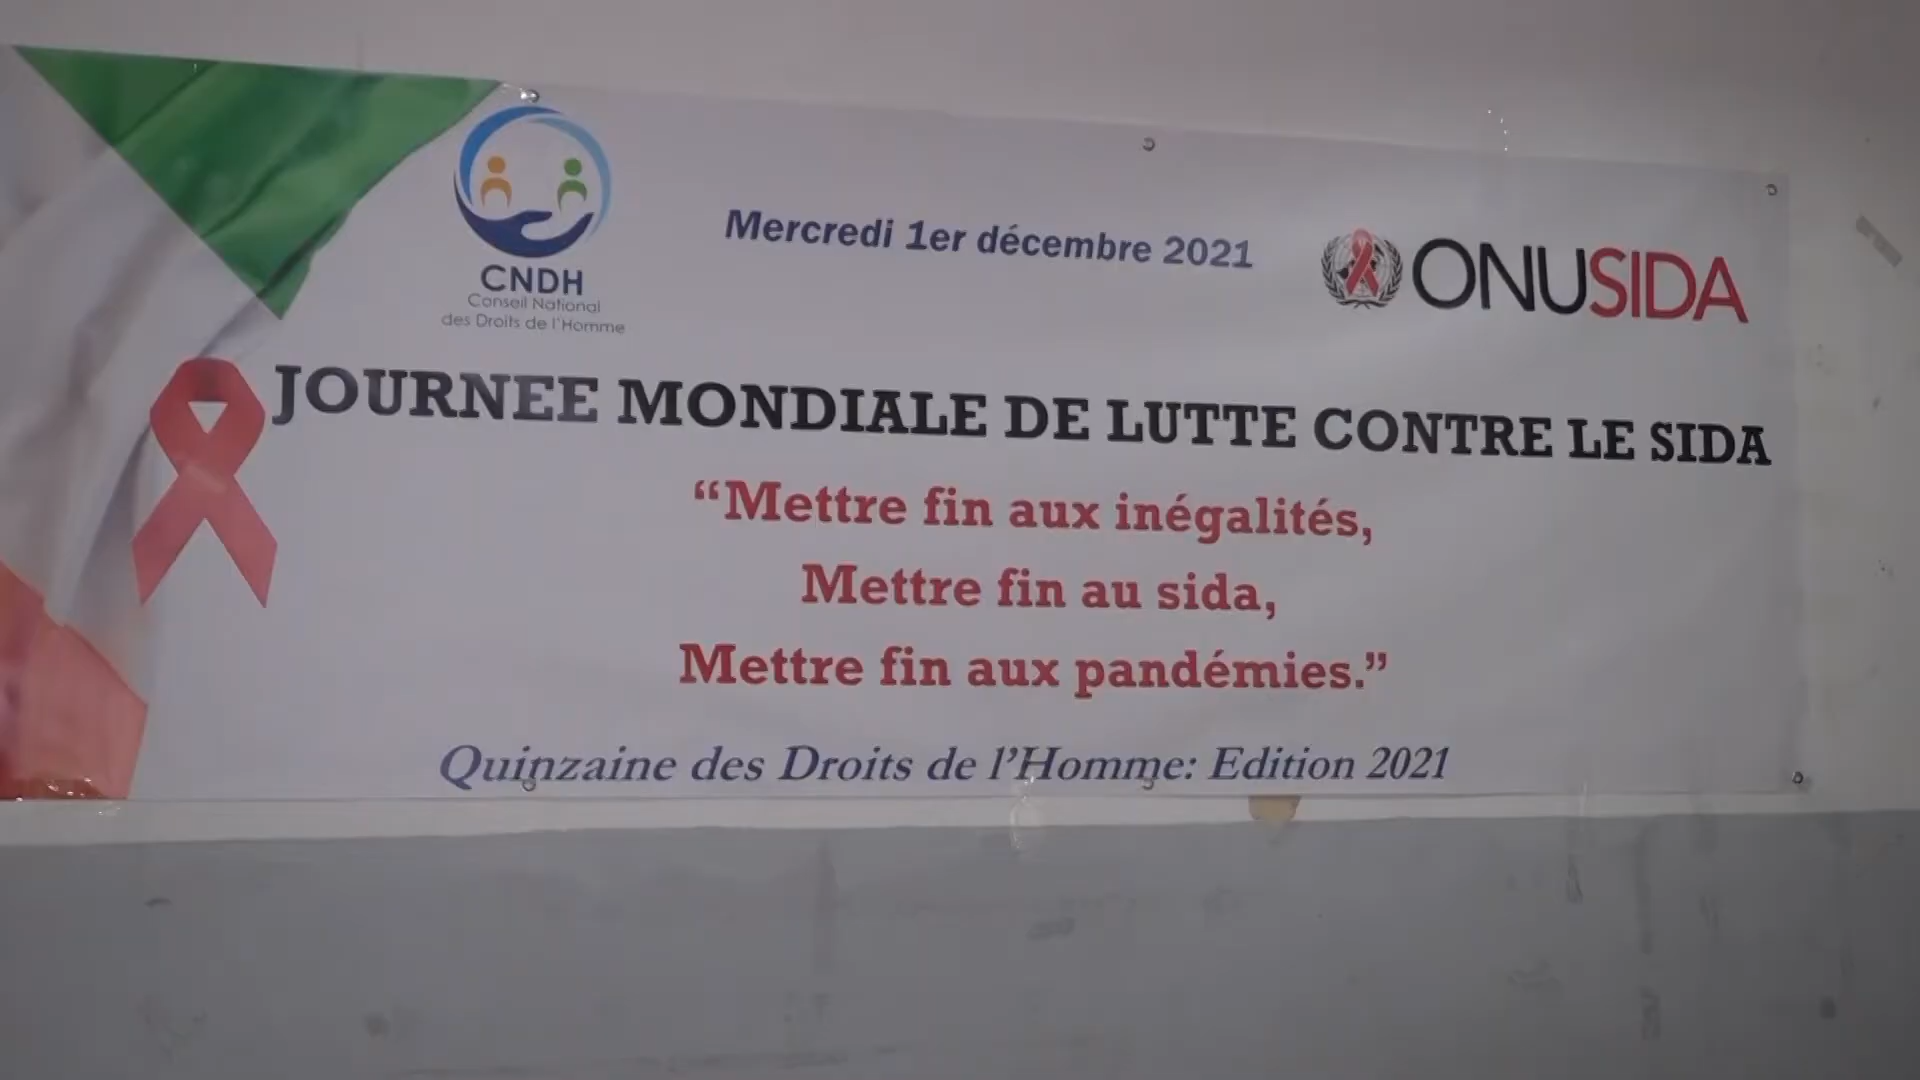 CNDH
Conseil National
des Droits de l'Homme
Mercredi 1er décembre 2021
ONUSIDA
JOURNEE MONDIALE DE LUTTE CONTRE LE SIDA
“Mettre fin aux inégalités,
Mettre fin au sida,
Mettre fin aux pandémies.”
Quinzaine des Droits de l'Homme: Edition 2021